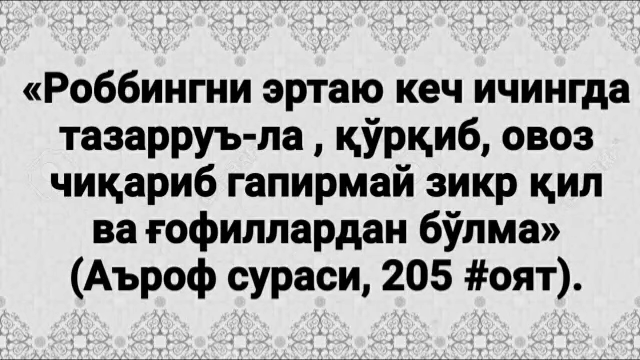 «Роббингни эртаю кеч ичингда
тазарруъ-ла , қўрқиб, овоз
чиқариб гапирмай зикр қил
ва ғофиллардан бўлма»
(Аъроф сураси, 205 #оят).